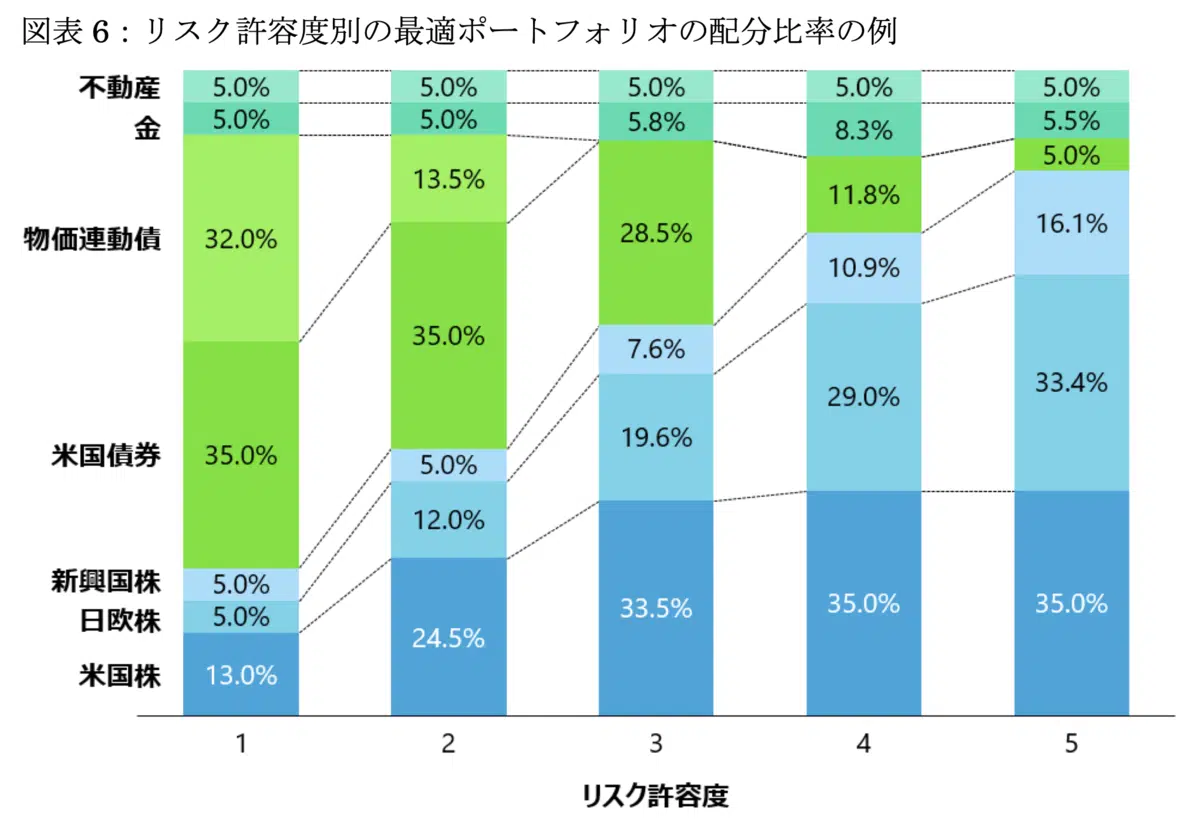 図表 6：リスク許容度別の最適ポートフォリオの配分比率の例
不動産 5.0% 5.0% 5.0% 5.0% 5.0%
金 5.0% 5.0% 5.8% 8.3% 5.5%
物価連動債 32.0% 13.5%
米国債券 35.0% 35.0% 28.5% 11.8% 5.0%
新興国株 5.0% 5.0% 7.6% 10.9% 16.1%
日欧株 5.0% 12.0% 19.6% 29.0% 33.4%
米国株 13.0% 24.5% 33.5% 35.0% 35.0%
1 2 3 4 5
リスク許容度